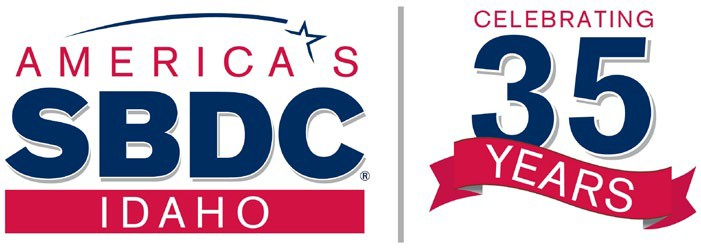 AMERICA'S
SBDC®
IDAHO
CELEBRATING
35
YEARS